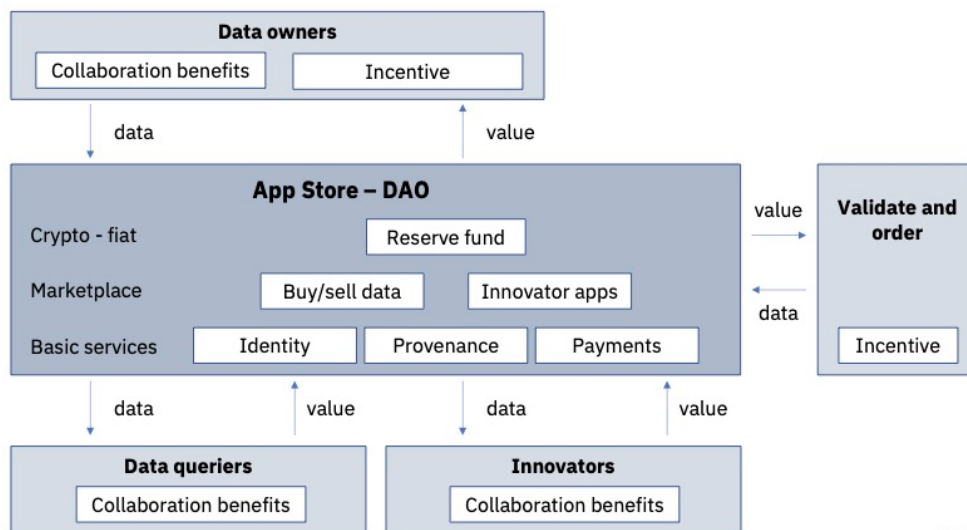 Data owners
Collaboration benefits
Incentive
data
value
App Store – DAO
Crypto - fiat
Reserve fund
Marketplace
Buy/sell data
Innovator apps
Basic services
Identity
Provenance
Payments
value
data
Validate and
order
Incentive
data
value
data
value
Data queriers
Collaboration benefits
Innovators
Collaboration benefits